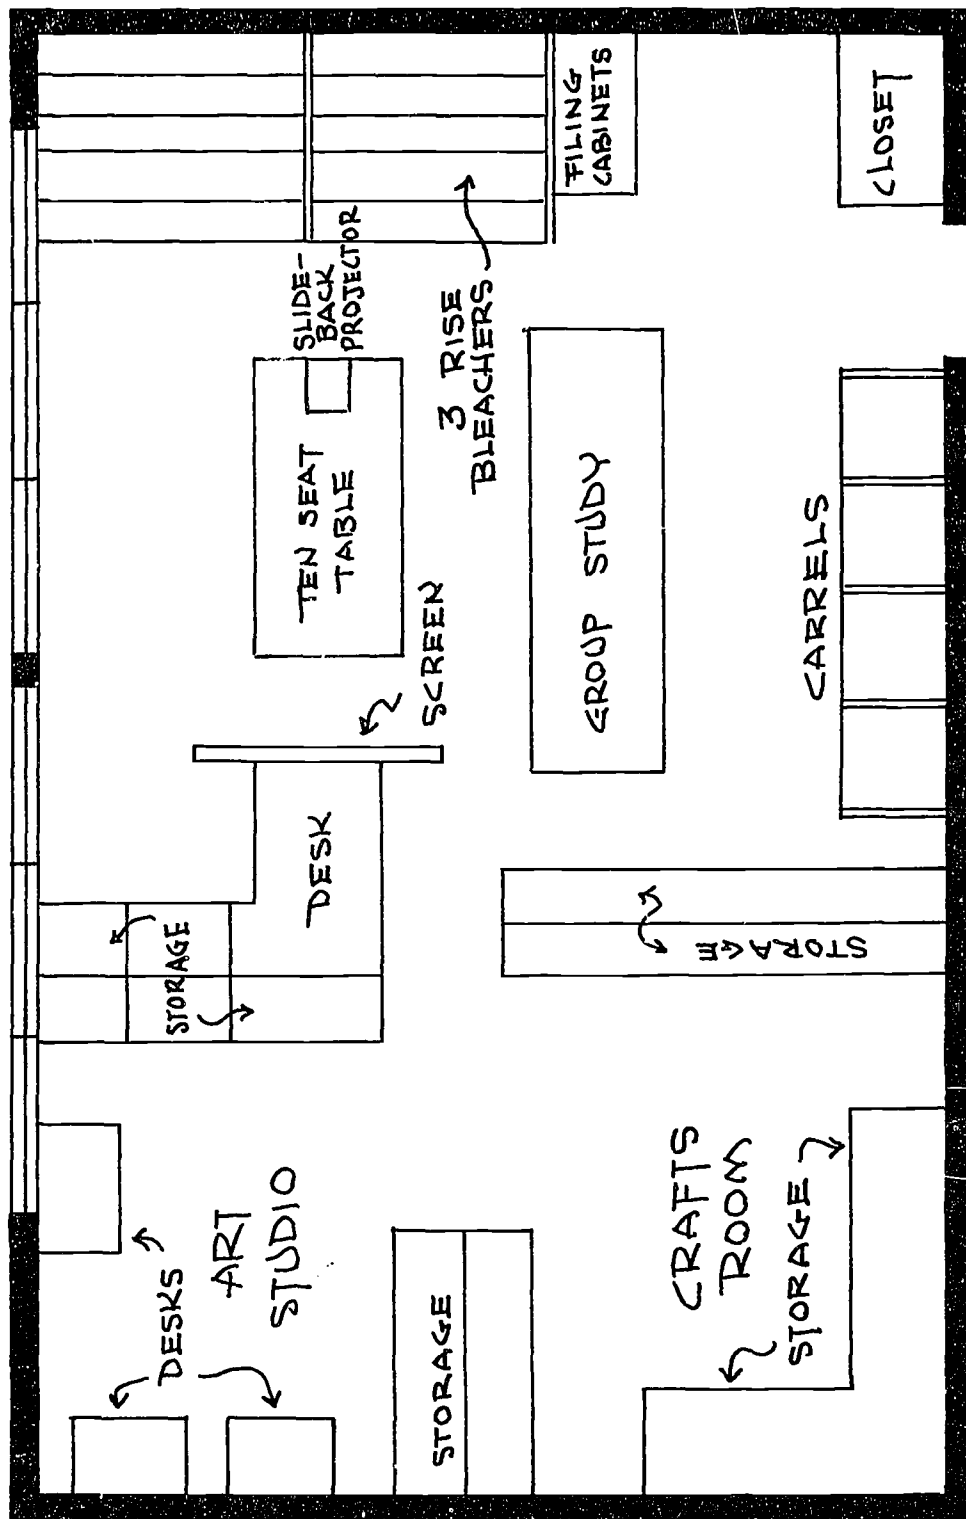 DESKS
ART
STUDIO
STORAGE
DESK
SCREEN
TEN SEAT
TABLE
SLIDE-
BACK
PROJECTOR
3 RISE
BLEACHERS
FILING
CABINETS
STORAGE
CRAFTS
ROOM
STORAGE
STORAGE
GROUP STUDY
CARRELS
CLOSET